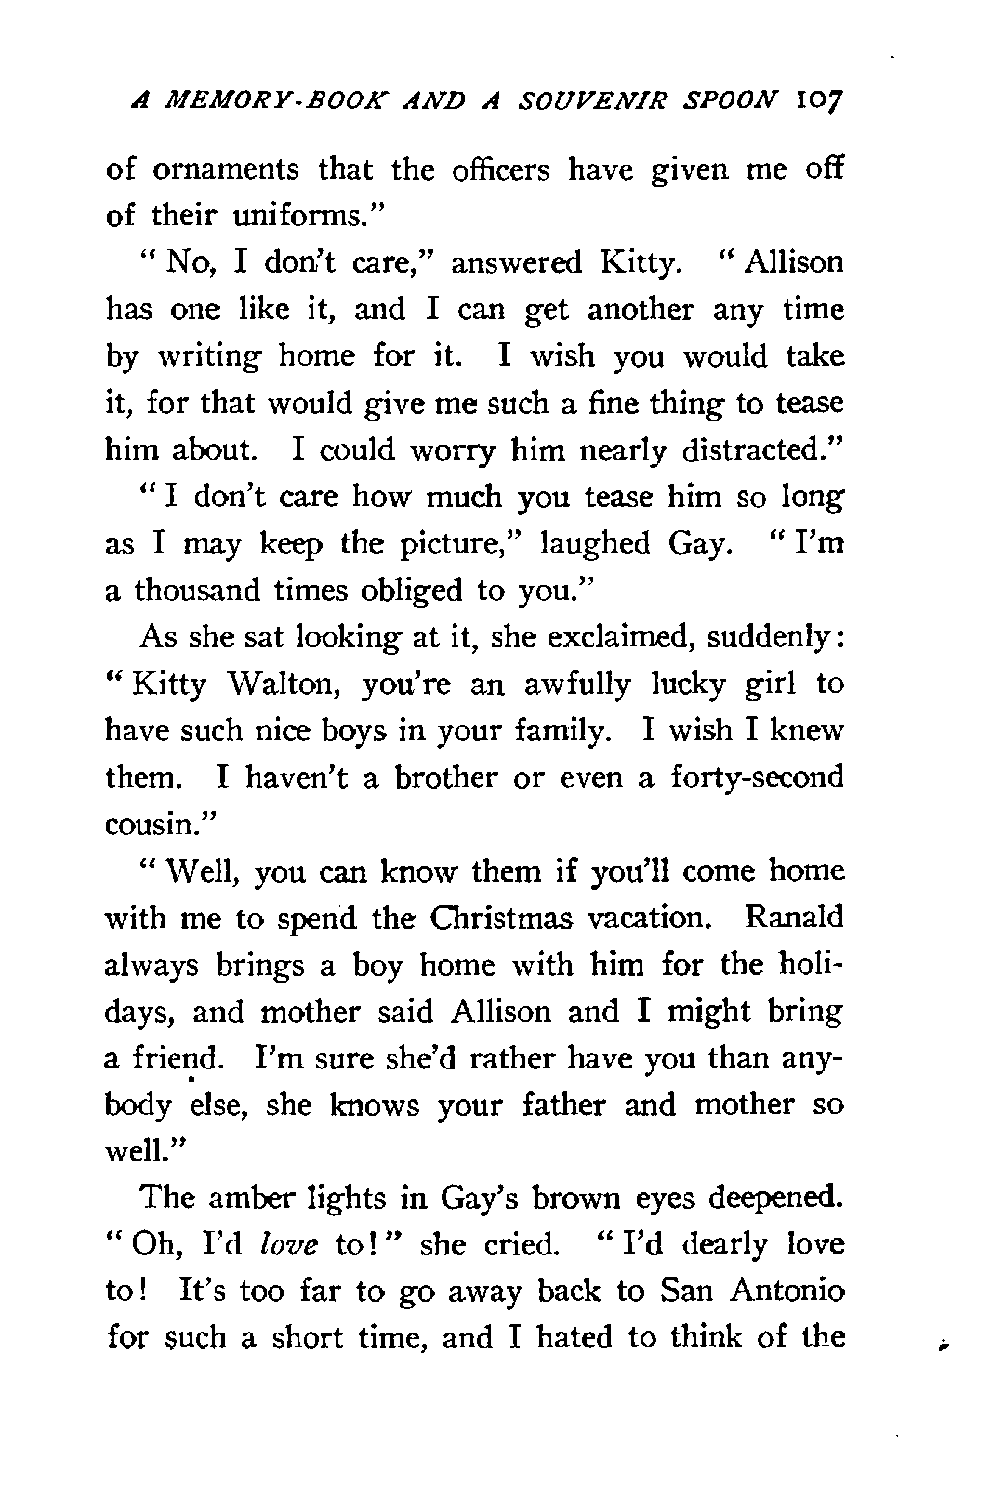 A MEMORY-BOOK AND A SOUVENIR SPOON 107
of ornaments that the officers have given me off
of their uniforms."
"No, I don't care," answered Kitty. "Allison
has one like it, and I can get another any time
by writing home for it. I wish you would take
it, for that would give me such a fine thing to tease
him about. I could worry him nearly distracted."
"I don't care how much you tease him so long
as I may keep the picture," laughed Gay. "I'm
a thousand times obliged to you."
As she sat looking at it, she exclaimed, suddenly:
"Kitty Walton, you're an awfully lucky girl to
have such nice boys in your family. I wish I knew
them. I haven't a brother or even a forty-second
cousin."
"Well, you can know them if you'll come home
with me to spend the Christmas vacation. Ranald
always brings a boy home with him for the holi-
days, and mother said Allison and I might bring
a friend. I'm sure she'd rather have you than any-
body else, she knows your father and mother so
well."
The amber lights in Gay's brown eyes deepened.
"Oh, I'd love to!" she cried. "I'd dearly love
to! It's too far to go away back to San Antonio
for such a short time, and I hated to think of the